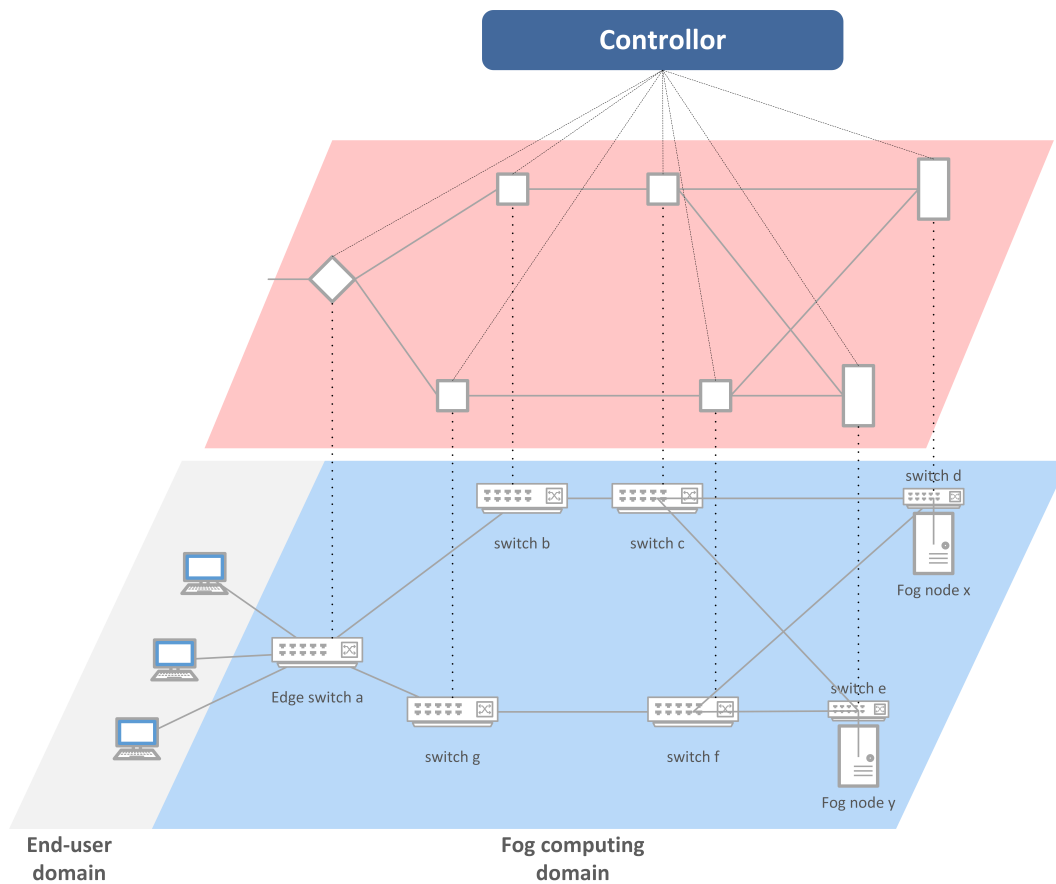 Controllor
switch d
switch b
switch c
Fog node x
Edge switch a
switch e
switch g
switch f
Fog node y
End-user
domain
Fog computing
domain